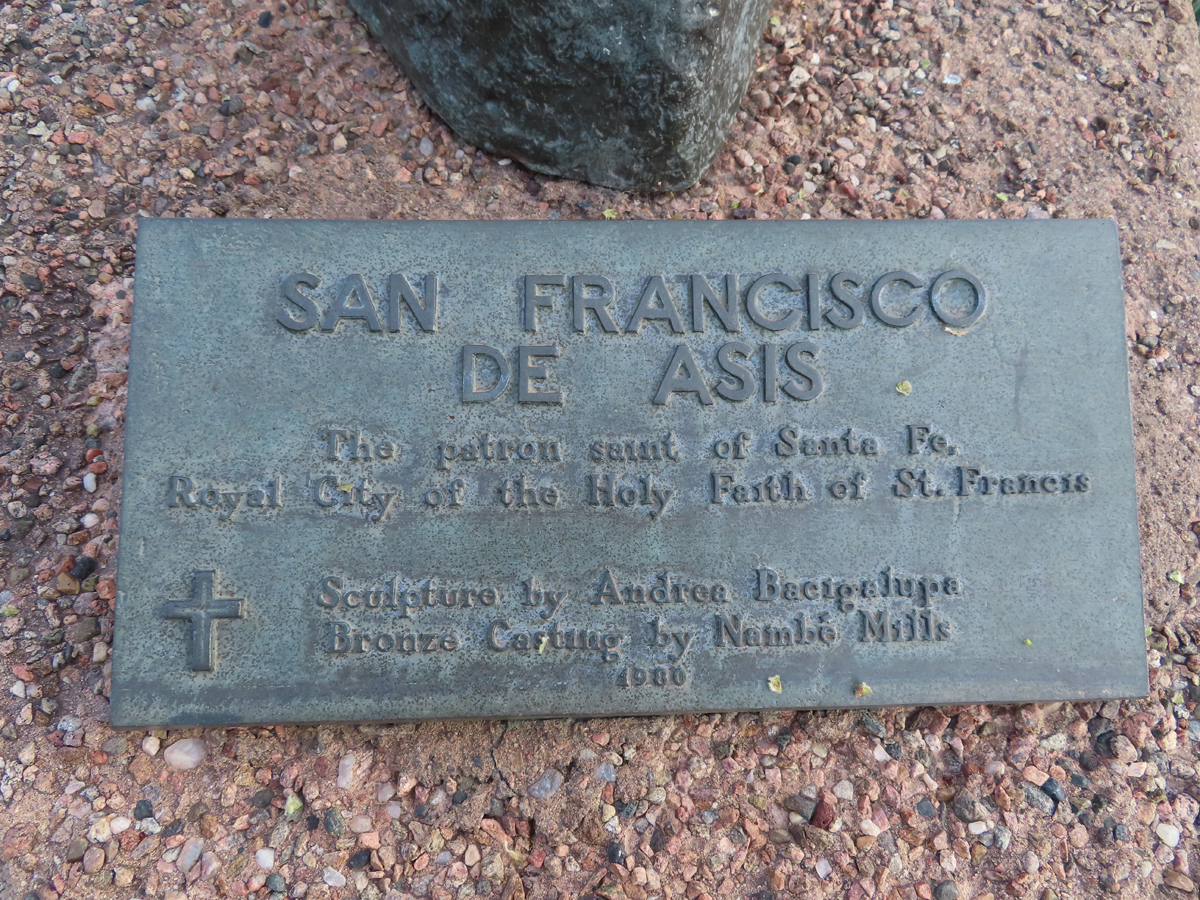 SAN FRANCISCO
DE ASIS
The patron saint of Santa Fe.
Royal City of the Holy Faith of St. Francis
Sculpture by Andrea Bacigalupa
Bronze Casting by Nambé Mills
1980